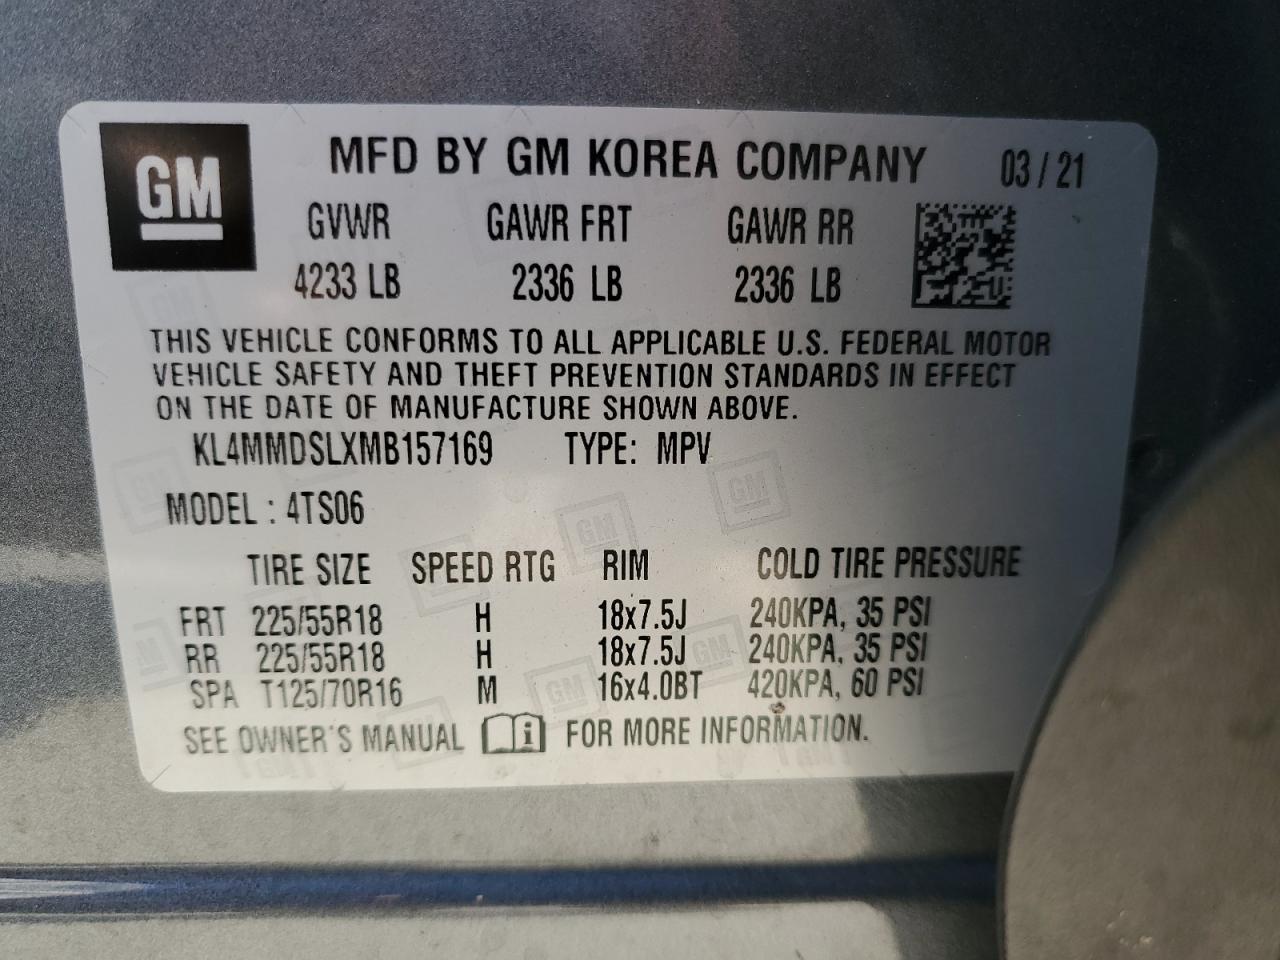 GM
MFD BY GM KOREA COMPANY 03/21
GVWR GAWR FRT GAWR RR
4233 LB 2336 LB 2336 LB
THIS VEHICLE CONFORMS TO ALL APPLICABLE U.S. FEDERAL MOTOR
VEHICLE SAFETY AND THEFT PREVENTION STANDARDS IN EFFECT
ON THE DATE OF MANUFACTURE SHOWN ABOVE.
KL4MMDSLXMB157169 TYPE: MPV
MODEL : 4TS06
TIRE SIZE SPEED RTG RIM COLD TIRE PRESSURE
FRT 225/55R18 H 18x7.5J 240KPA, 35 PSI
RR 225/55R18 H 18x7.5J 240KPA, 35 PSI
SPA T125/70R16 M 16x4.0BT 420KPA, 60 PSI
SEE OWNER'S MANUAL i FOR MORE INFORMATION.